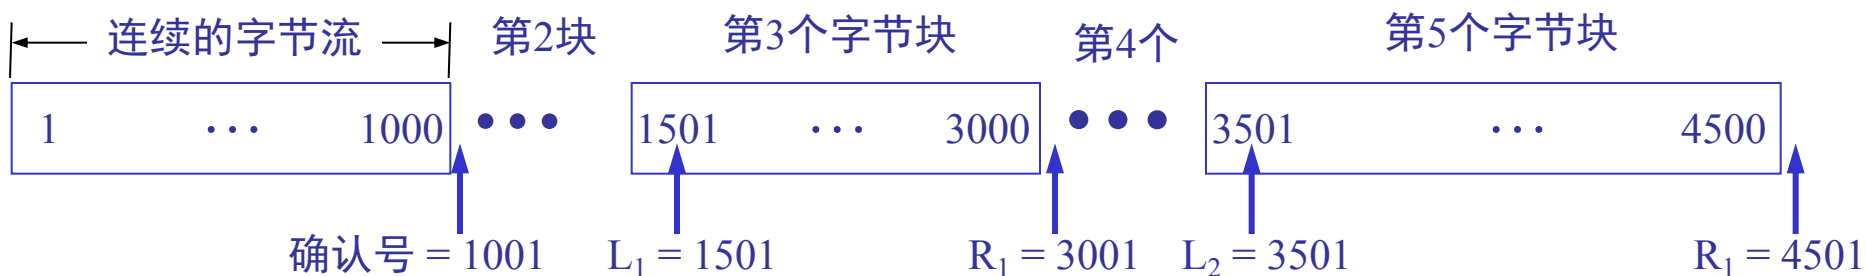 连续的字节流 第2块 第3个字节块 第4个 第5个字节块
1 … 1000 ••• 1501 … 3000 ••• 3501 … 4500
确认号 = 1001 L₁ = 1501 R₁ = 3001 L₂ = 3501 R₁ = 4501